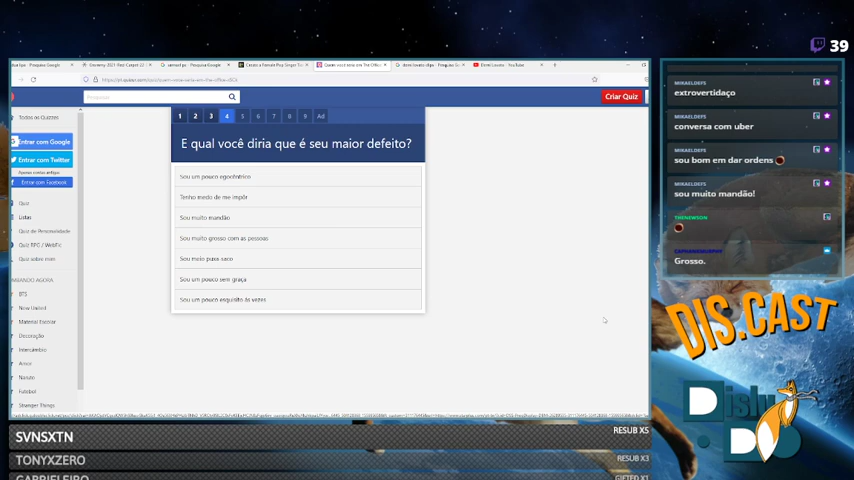 39
Criar Quiz
Todos os Quizzes
1 2 3 4 5 6 7 8 9 Ad
E qual você diria que é seu maior defeito?
Entrar com Google
Entrar com Twitter
Entrar com Facebook
Sou um pouco egocêntrico
Tenho medo de me impôr
Sou muito mandão
Sou muito grosso com as pessoas
Sou meio puxa-saco
Sou um pouco sem graça
Sou um pouco esquisito às vezes
Quiz
Listas
Quiz de Personalidade
Quiz RPG / WebFic
Quiz sobre mim
BTS
Now United
Material Escolar
Decoração
Intercâmbio
Amor
Naruto
Futebol
Stranger Things
MIKAELDEFS
extrovertidaço
MIKAELDEFS
conversa com uber
MIKAELDEFS
sou bom em dar ordens
MIKAELDEFS
sou muito mandão!
THENEWSON
Grosso.
DIS.CAST
SVNSXTN RESUB X5
TONYXZERO RESUB X3